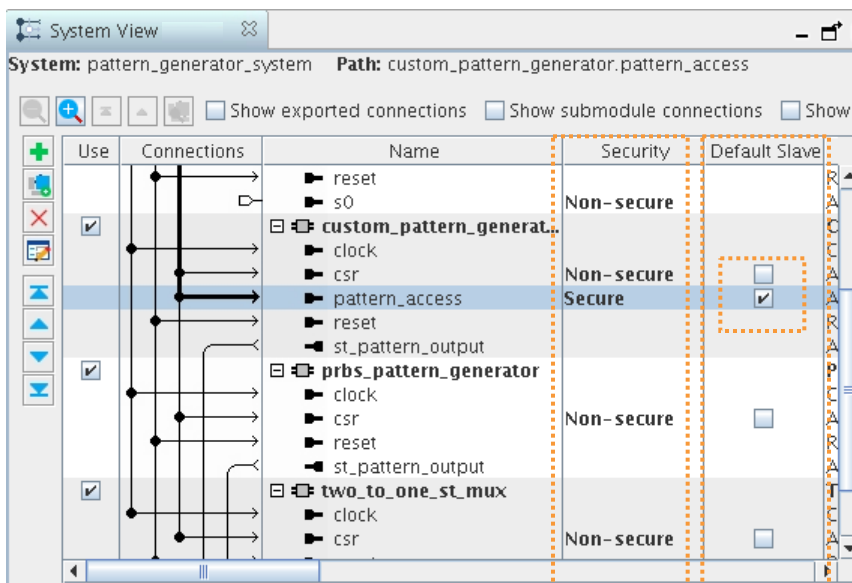 System View
System: pattern_generator_system Path: custom_pattern_generator.pattern_access
Show exported connections Show submodule connections Show
Use Connections Name Security Default Slave
reset R
s0 Non-secure A
custom_pattern_generat... C
clock C
csr Non-secure A
pattern_access Secure A
reset R
st_pattern_output A
prbs_pattern_generator P
clock C
csr Non-secure A
reset R
st_pattern_output A
two_to_one_st_mux T
clock C
csr Non-secure A